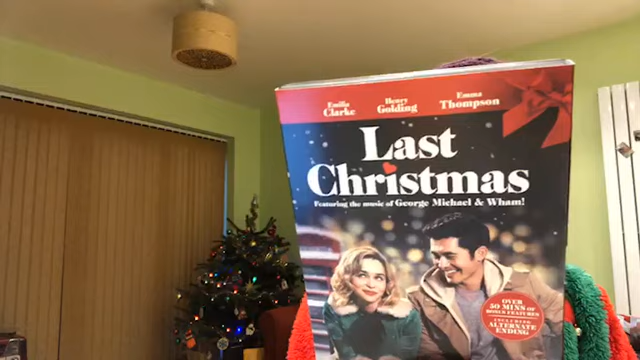 Emilia Henry Emma
Clarke Golding Thompson
Last
Christmas
Featuring the music of George Michael & Wham!
OVER
50 MINS OF
BONUS FEATURES
INCLUDING
ALTERNATE
ENDING